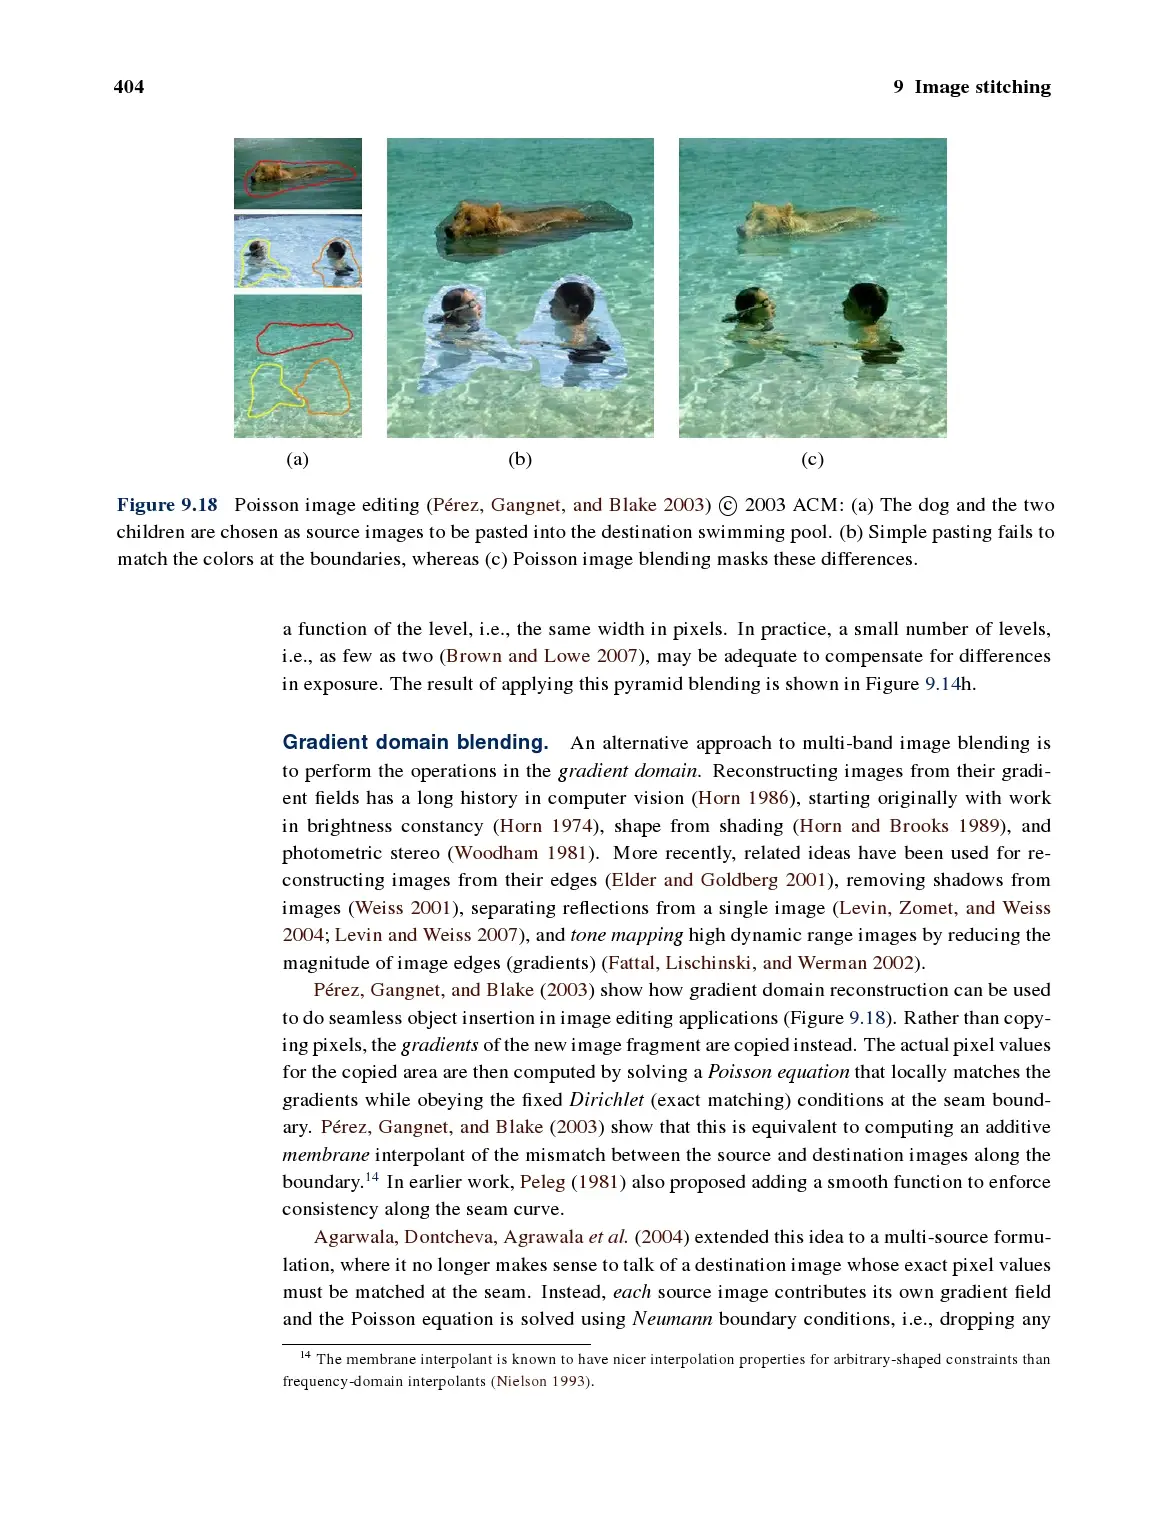 404
9 Image stitching
(a)
(b)
(c)
Figure 9.18 Poisson image editing (Pérez, Gangnet, and Blake 2003) © 2003 ACM: (a) The dog and the two
children are chosen as source images to be pasted into the destination swimming pool. (b) Simple pasting fails to
match the colors at the boundaries, whereas (c) Poisson image blending masks these differences.
a function of the level, i.e., the same width in pixels. In practice, a small number of levels,
i.e., as few as two (Brown and Lowe 2007), may be adequate to compensate for differences
in exposure. The result of applying this pyramid blending is shown in Figure 9.14h.
Gradient domain blending. An alternative approach to multi-band image blending is
to perform the operations in the gradient domain. Reconstructing images from their gradi-
ent fields has a long history in computer vision (Horn 1986), starting originally with work
in brightness constancy (Horn 1974), shape from shading (Horn and Brooks 1989), and
photometric stereo (Woodham 1981). More recently, related ideas have been used for re-
constructing images from their edges (Elder and Goldberg 2001), removing shadows from
images (Weiss 2001), separating reflections from a single image (Levin, Zomet, and Weiss
2004; Levin and Weiss 2007), and tone mapping high dynamic range images by reducing the
magnitude of image edges (gradients) (Fattal, Lischinski, and Werman 2002).
Pérez, Gangnet, and Blake (2003) show how gradient domain reconstruction can be used
to do seamless object insertion in image editing applications (Figure 9.18). Rather than copy-
ing pixels, the gradients of the new image fragment are copied instead. The actual pixel values
for the copied area are then computed by solving a Poisson equation that locally matches the
gradients while obeying the fixed Dirichlet (exact matching) conditions at the seam bound-
ary. Pérez, Gangnet, and Blake (2003) show that this is equivalent to computing an additive
membrane interpolant of the mismatch between the source and destination images along the
boundary.14 In earlier work, Peleg (1981) also proposed adding a smooth function to enforce
consistency along the seam curve.
Agarwala, Dontcheva, Agrawala et al. (2004) extended this idea to a multi-source formu-
lation, where it no longer makes sense to talk of a destination image whose exact pixel values
must be matched at the seam. Instead, each source image contributes its own gradient field
and the Poisson equation is solved using Neumann boundary conditions, i.e., dropping any
14 The membrane interpolant is known to have nicer interpolation properties for arbitrary-shaped constraints than
frequency-domain interpolants (Nielson 1993).